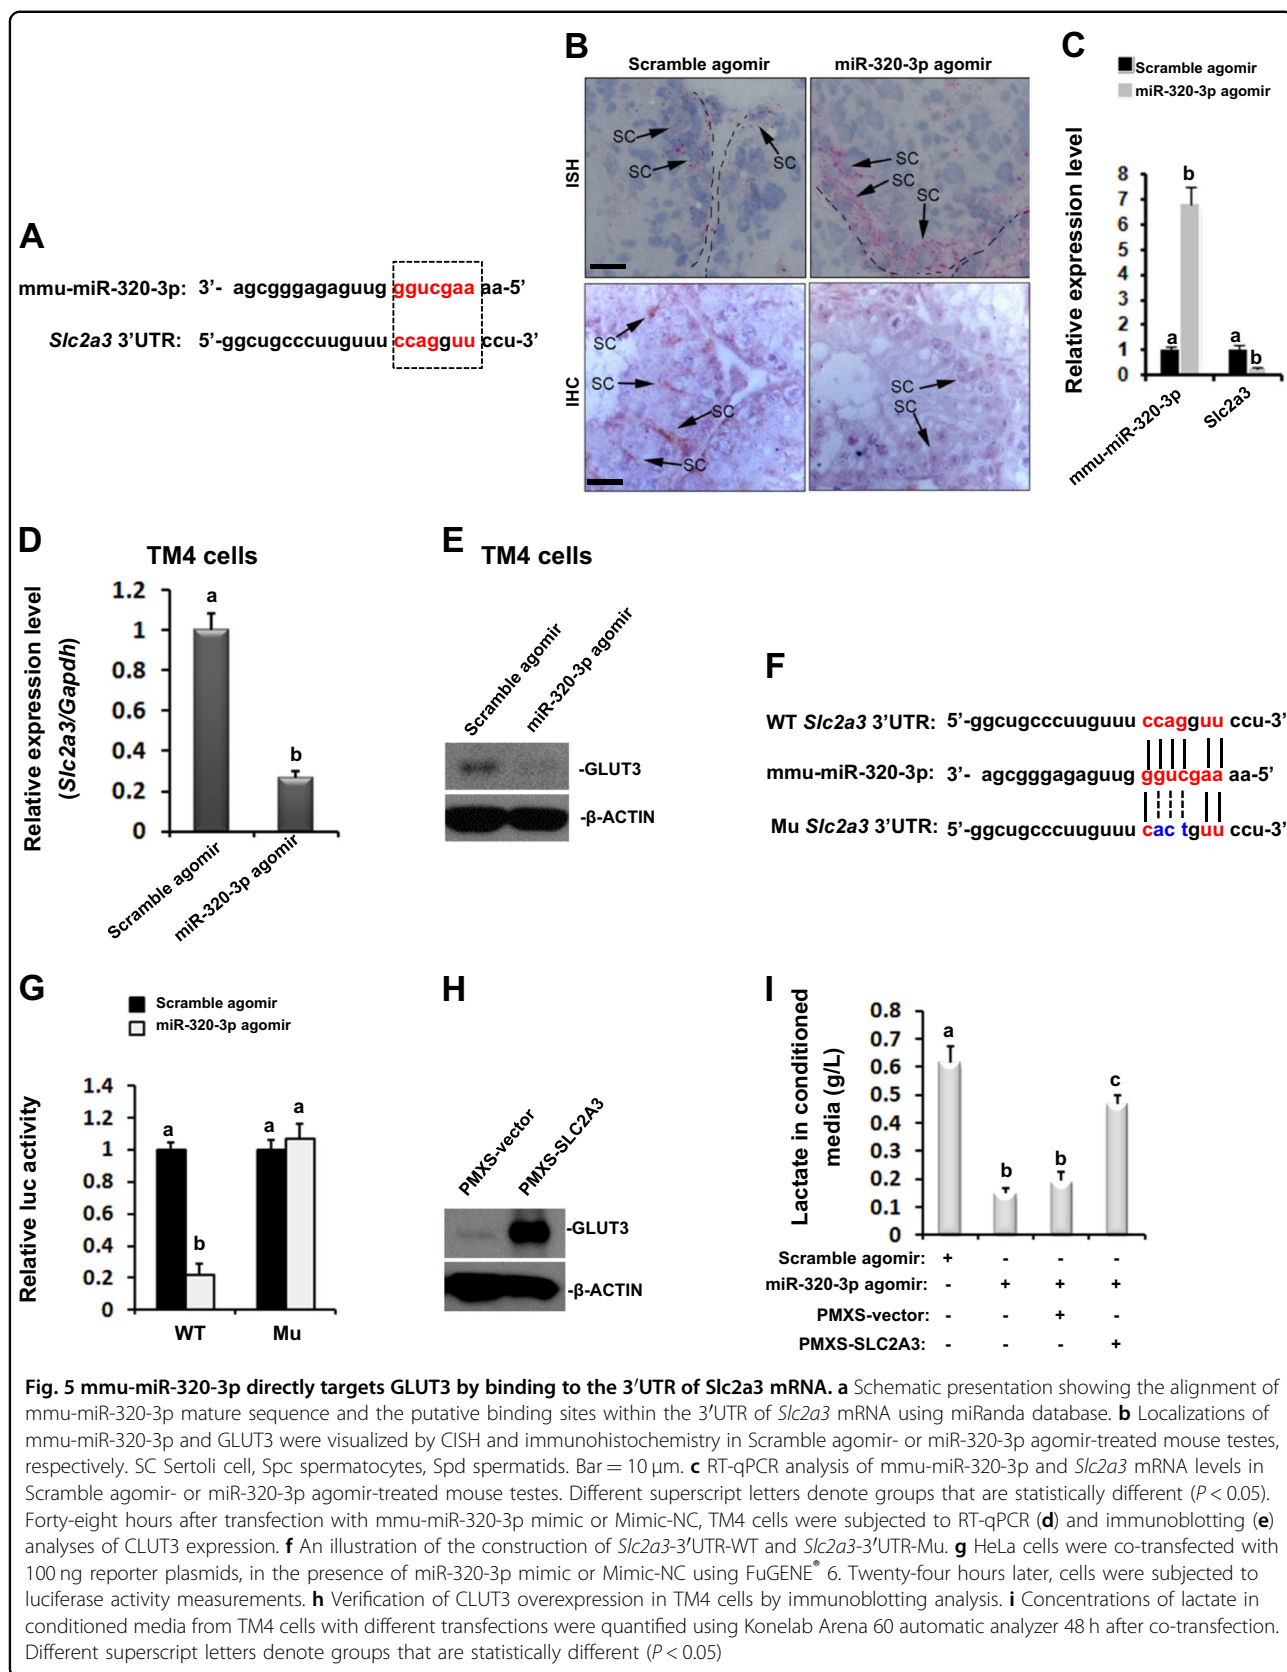 A
mmu-miR-320-3p: 3'- agcgggagaguug ggucgaa aa-5'
Slc2a3 3'UTR: 5'-ggcugcccuuguuu ccagguu ccu-3'
B
Scramble agomir miR-320-3p agomir
ISH
SC
SC
SC
SC
SC
SC
IHC
SC
SC
SC
SC
SC
SC
C
Scramble agomir
miR-320-3p agomir
Relative expression level
8
7
6
5
4
3
2
1
0
a
b
a
b
mmu-miR-320-3p
Slc2a3
D
TM4 cells
Relative expression level
(Slc2a3/Gapdh)
1.2
1
0.8
0.6
0.4
0.2
0
a
b
Scramble agomir
miR-320-3p agomir
E
TM4 cells
Scramble agomir
miR-320-3p agomir
-GLUT3
-β-ACTIN
F
WT Slc2a3 3'UTR: 5'-ggcugcccuuguuu ccagguu ccu-3'
mmu-miR-320-3p: 3'- agcgggagaguug ggucgaa aa-5'
Mu Slc2a3 3'UTR: 5'-ggcugcccuuguuu cac tguu ccu-3'
G
Scramble agomir
miR-320-3p agomir
Relative luc activity
1.4
1.2
1
0.8
0.6
0.4
0.2
0
a
b
a
a
WT Mu
H
PMXS-vector
PMXS-SLC2A3
-GLUT3
-β-ACTIN
I
Lactate in conditioned
media (g/L)
0.8
0.7
0.6
0.5
0.4
0.3
0.2
0.1
0
a
b
b
c
Scramble agomir: + - - -
miR-320-3p agomir: - + + +
PMXS-vector: - - + -
PMXS-SLC2A3: - - - +
Fig. 5 mmu-miR-320-3p directly targets GLUT3 by binding to the 3′UTR of Slc2a3 mRNA. a Schematic presentation showing the alignment of
mmu-miR-320-3p mature sequence and the putative binding sites within the 3′UTR of Slc2a3 mRNA using miRanda database. b Localizations of
mmu-miR-320-3p and GLUT3 were visualized by CISH and immunohistochemistry in Scramble agomir- or miR-320-3p agomir-treated mouse testes,
respectively. SC Sertoli cell, Spc spermatocytes, Spd spermatids. Bar = 10 μm. c RT-qPCR analysis of mmu-miR-320-3p and Slc2a3 mRNA levels in
Scramble agomir- or miR-320-3p agomir-treated mouse testes. Different superscript letters denote groups that are statistically different (P < 0.05).
Forty-eight hours after transfection with mmu-miR-320-3p mimic or Mimic-NC, TM4 cells were subjected to RT-qPCR (d) and immunoblotting (e)
analyses of CLUT3 expression. f An illustration of the construction of Slc2a3-3′UTR-WT and Slc2a3-3′UTR-Mu. g HeLa cells were co-transfected with
100 ng reporter plasmids, in the presence of miR-320-3p mimic or Mimic-NC using FuGENE® 6. Twenty-four hours later, cells were subjected to
luciferase activity measurements. h Verification of CLUT3 overexpression in TM4 cells by immunoblotting analysis. i Concentrations of lactate in
conditioned media from TM4 cells with different transfections were quantified using Konelab Arena 60 automatic analyzer 48 h after co-transfection.
Different superscript letters denote groups that are statistically different (P < 0.05)